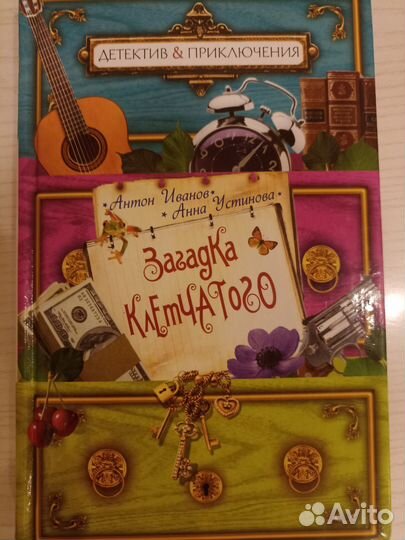 ДЕТЕКТИВ & ПРИКЛЮЧЕНИЯ
Антон Иванов
Анна Устинова
Загадка
клетчатого
Avito